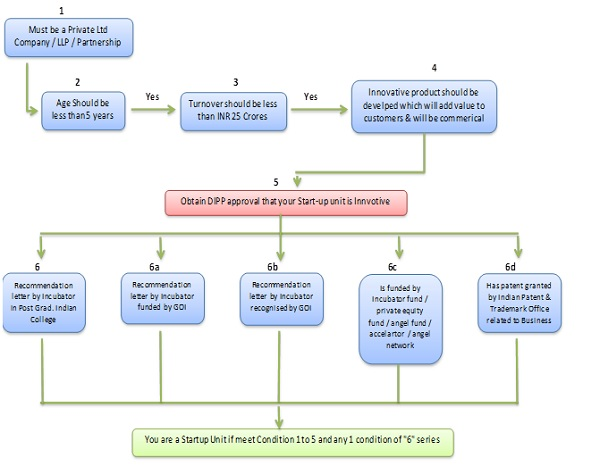 1
Must be a Private Ltd
Company / LLP / Partnership
2
Age Should be
less than 5 years
Yes
3
Turnover should be less
than INR 25 Crores
Yes
4
Innovative product should be
develped which will add value to
customers & will be commerical
5
Obtain DIPP approval that your Start-up unit is Innvotive
6
Recommendation
letter by Incubator
in Post Grad. Indian
College
6a
Recommendation
letter by Incubator
funded by GOI
6b
Recommendation
letter by Incubator
recognised by GOI
6c
Is funded by
Incubator fund /
private equity
fund / angel fund /
accelartor / angel
network
6d
Has patent granted
by Indian Patent &
Trademark Office
related to Business
You are a Startup Unit if meet Condition 1 to 5 and any 1 condition of "6" series